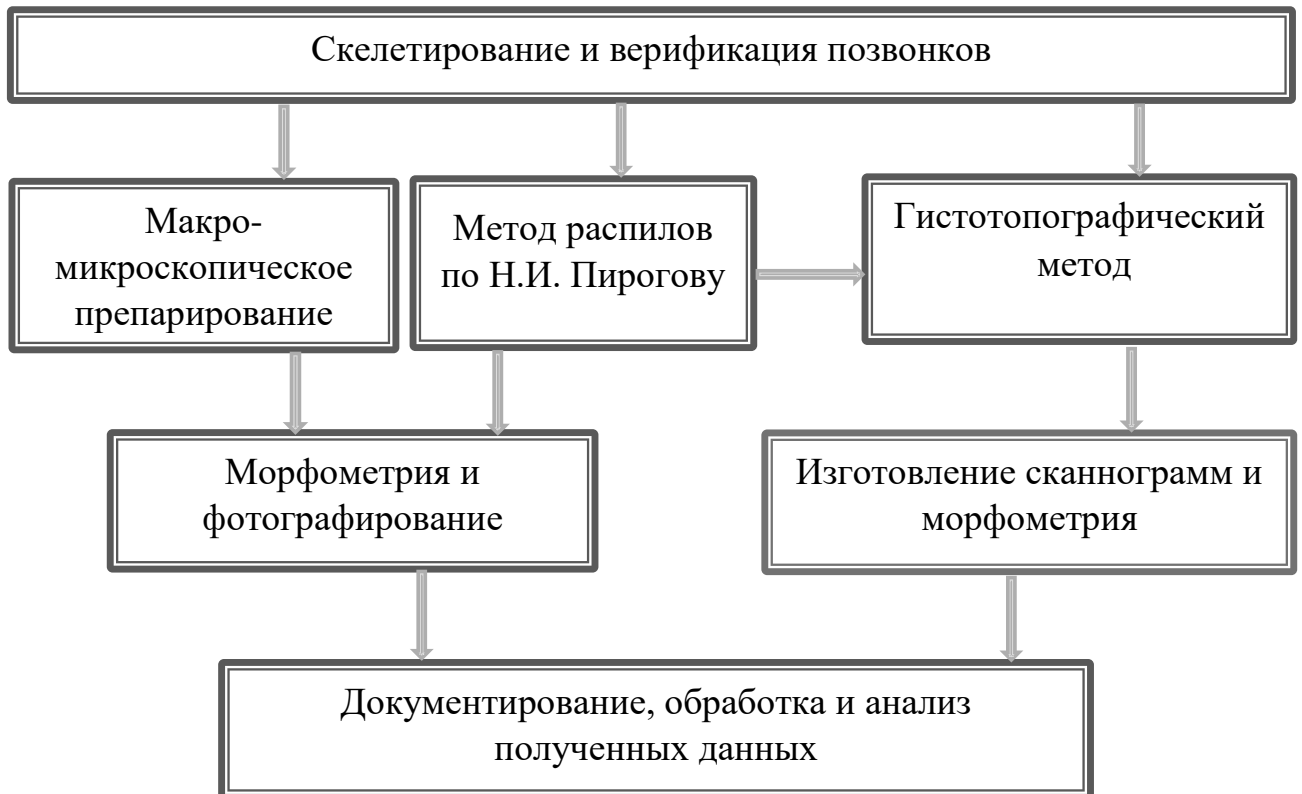 Скелетирование и верификация позвонков
Макро-
микроскопическое
препарирование
Метод распилов
по Н.И. Пирогову
Гистотопографический
метод
Морфометрия и
фотографирование
Изготовление сканнограмм и
морфометрия
Документирование, обработка и анализ
полученных данных